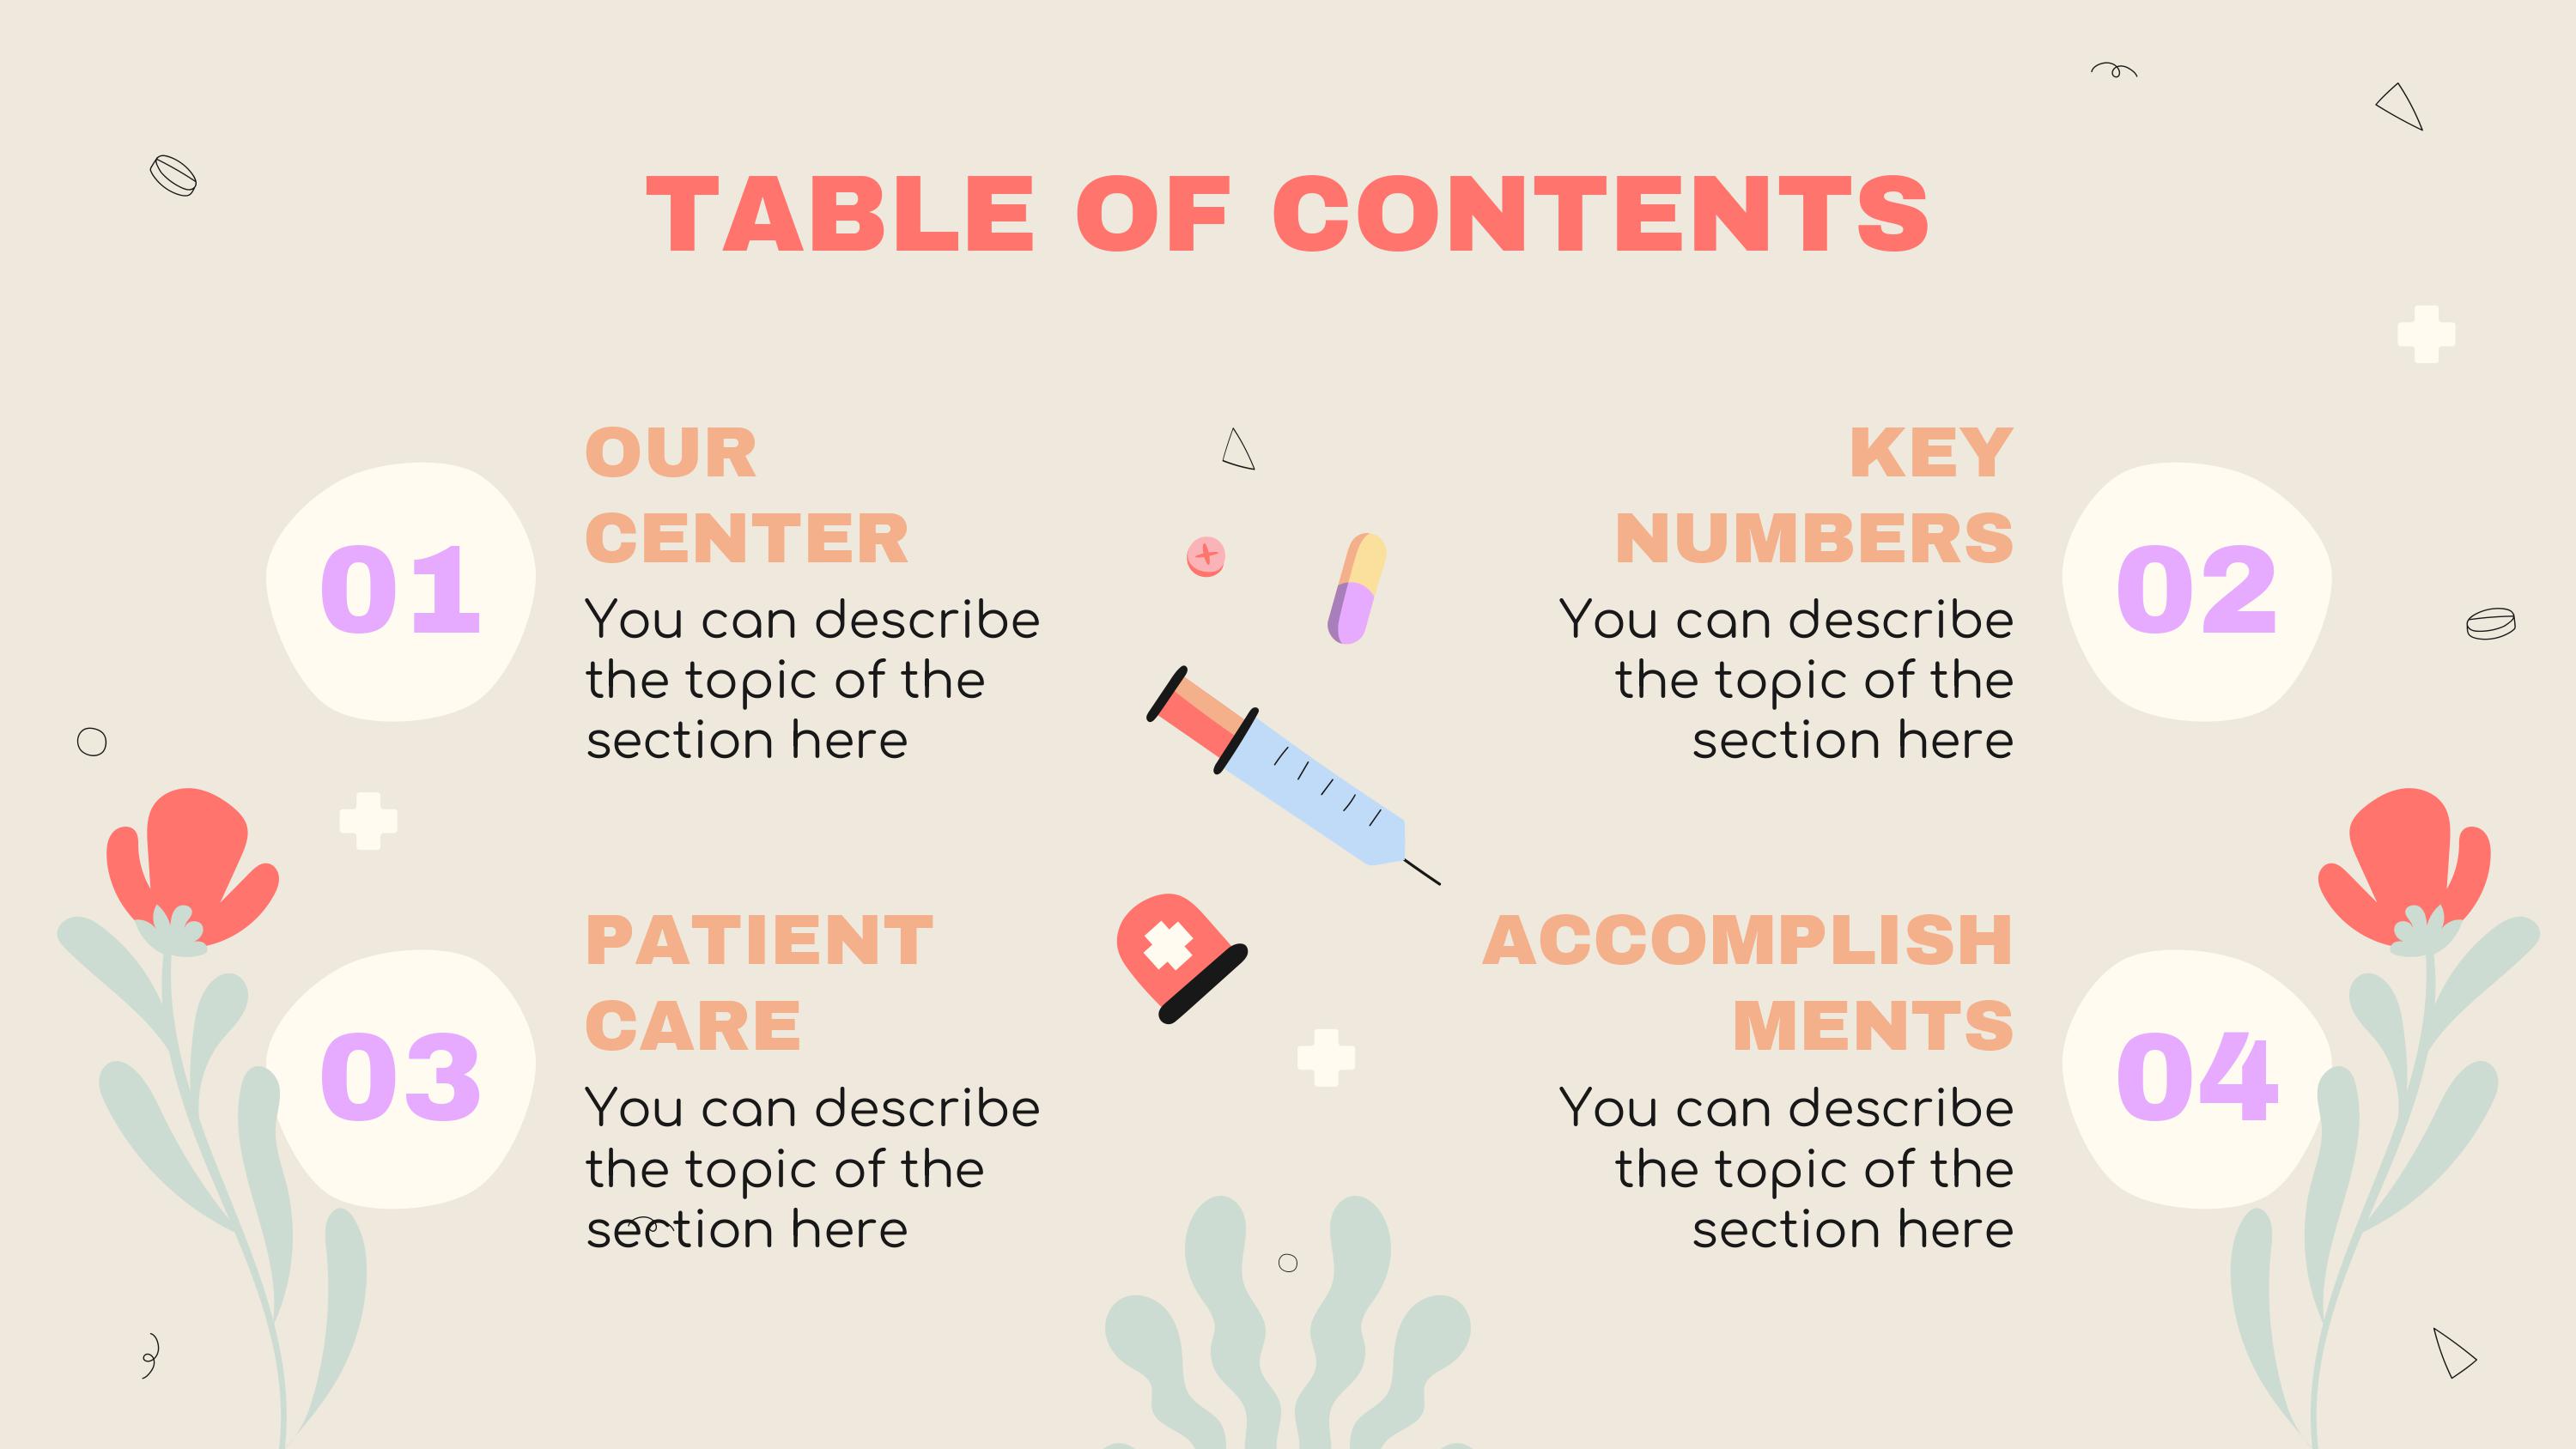 TABLE OF CONTENTS
01
OUR
CENTER
You can describe
the topic of the
section here
02
KEY
NUMBERS
You can describe
the topic of the
section here
03
PATIENT
CARE
You can describe
the topic of the
section here
04
ACCOMPLISH
MENTS
You can describe
the topic of the
section here